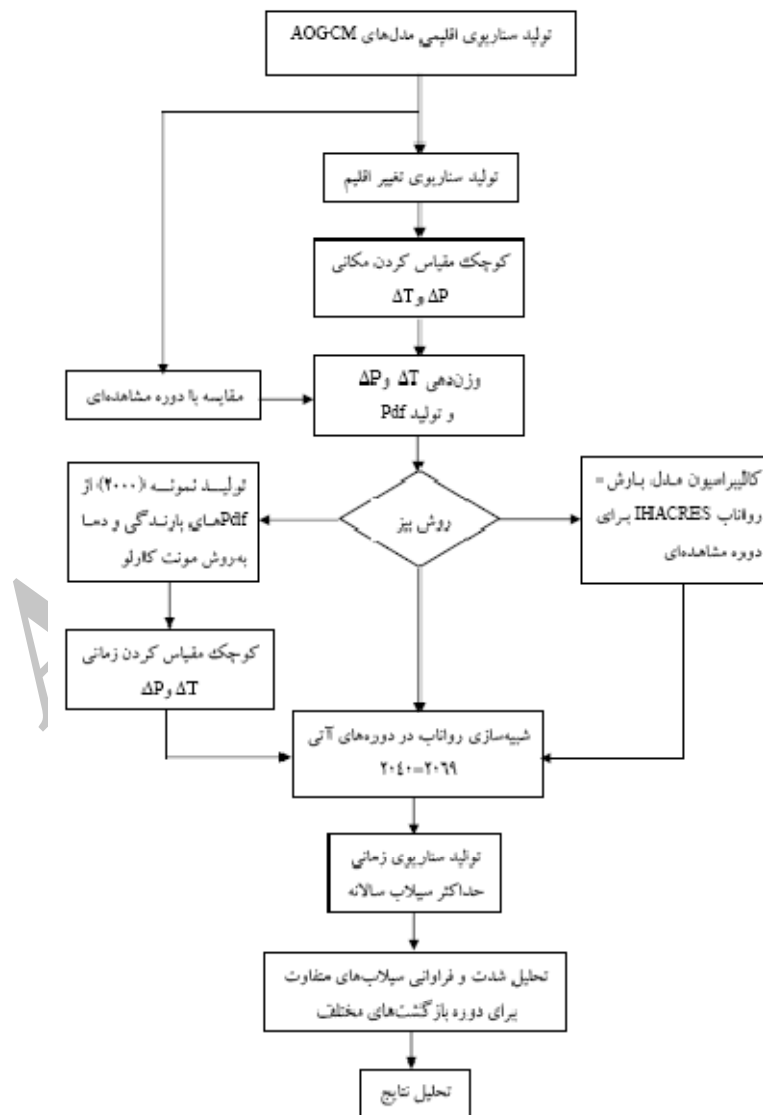 تولید سناریوی اقلیمی مدل‌های AOGCM
تولید سناریوی تغییر اقلیم
کوچک مقیاس کردن مکانی
ΔP و ΔT
وزن‌دهی ΔT و ΔP
و تولید Pdf
مقایسه با دوره مشاهده‌ای
روش بیز
تولیـد نمونـه (۲۰۰۰) از
Pdfهای بارندگی و دما
به‌روش مونت کارلو
کالیبراسیون مدل بارش =
رواناب IHACRES برای
دوره مشاهده‌ای
کوچک مقیاس کردن زمانی
ΔT و ΔP
شبیه‌سازی رواناب در دوره‌های آتی
۲۰۴۰=۲۰۶۹
تولید سناریوی زمانی
حداکثر سیلاب سالانه
تحلیل شدت و فراوانی سیلاب‌های متفاوت
برای دوره بازگشت‌های مختلف
تحلیل نتایج